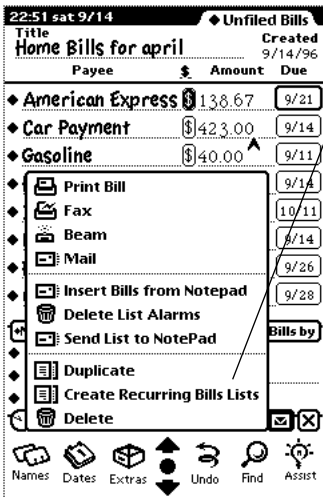 22:51 sat 9/14
◆ Unfiled Bills
Title
Home Bills for april
Created
9/14/96
Payee $ Amount Due
American Express $ 138.67 9/21
Car Payment $ 423.00 9/14
Gasoline $ 40.00 9/11
Print Bill
9/14
Fax
10/11
Beam
9/14
Mail
9/26
Insert Bills from Notepad
9/28
Delete List Alarms
Send List to NotePad
Bills by
Duplicate
Create Recurring Bills Lists
Delete
Names Dates Extras Undo Find Assist